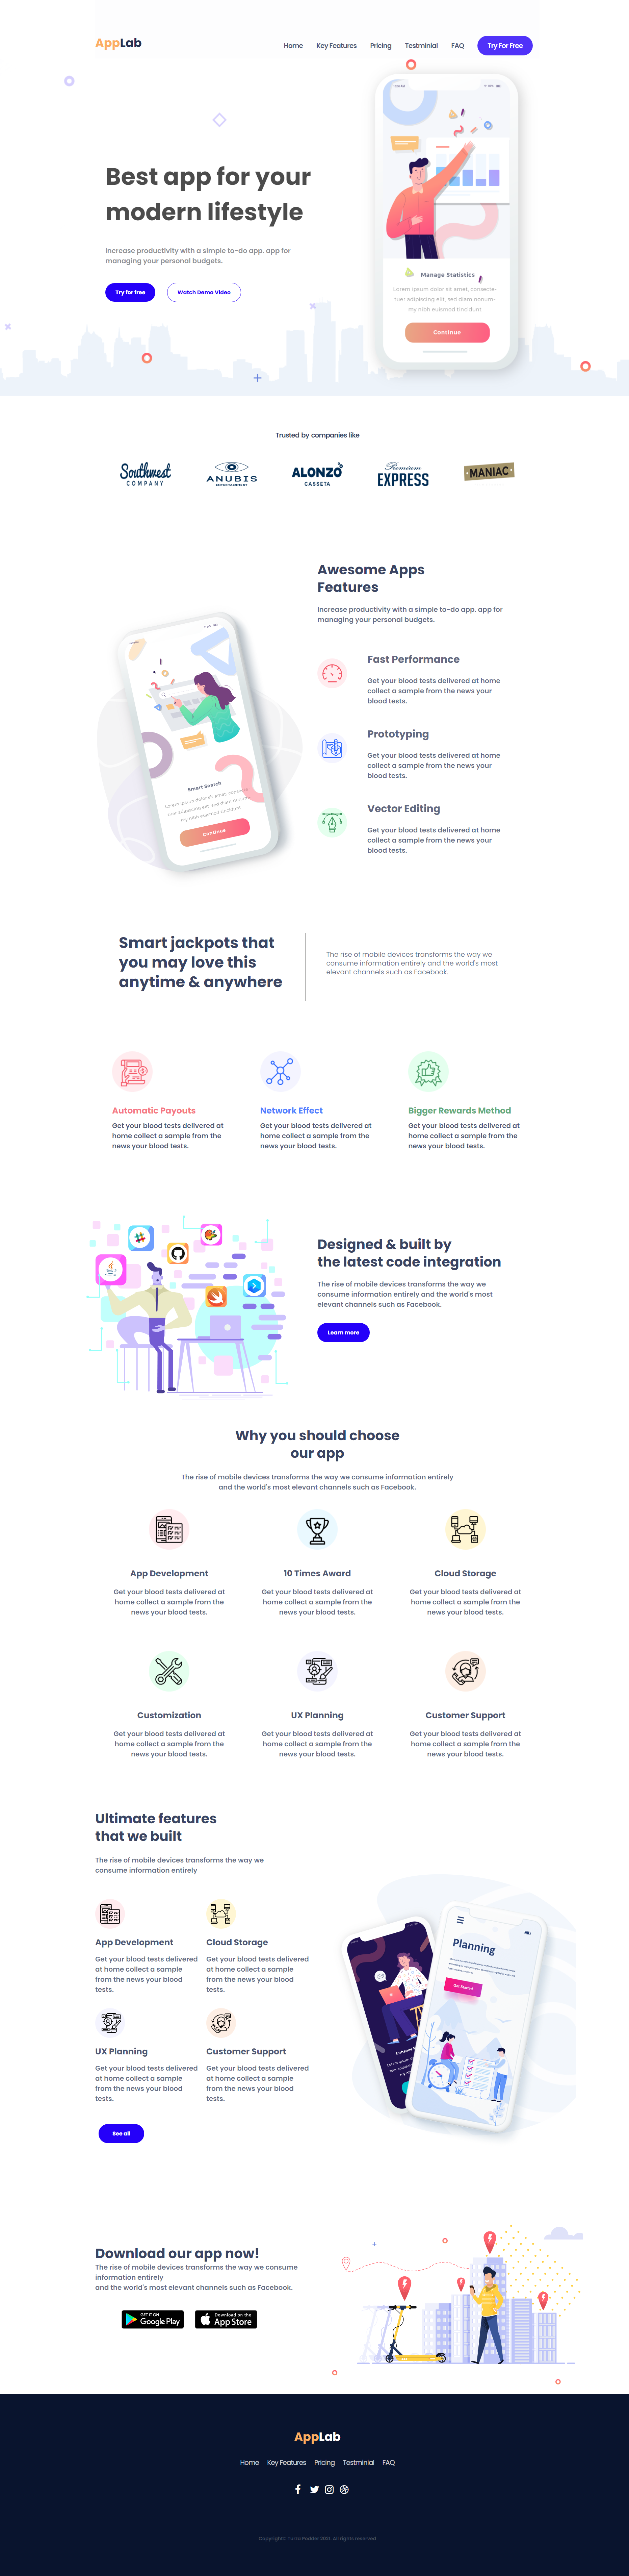 AppLab
Home Key Features Pricing Testminial FAQ Try For Free
Best app for your
modern lifestyle
Increase productivity with a simple to-do app. app for
managing your personal budgets.
Try for free Watch Demo Video
Manage Statistics
Lorem ipsum dolor sit amet, consecte-
tuer adipiscing elit, sed diam nonum-
my nibh euismod tincidunt
Continue
Trusted by companies like
Southwest
COMPANY
ANUBIS
ENTERTAINMENT
ALONZO
CASSETA
Premium
EXPRESS
MANIAC
Awesome Apps
Features
Increase productivity with a simple to-do app. app for
managing your personal budgets.
Fast Performance
Get your blood tests delivered at home
collect a sample from the news your
blood tests.
Prototyping
Get your blood tests delivered at home
collect a sample from the news your
blood tests.
Vector Editing
Get your blood tests delivered at home
collect a sample from the news your
blood tests.
Smart Search
Lorem ipsum dolor sit amet, consecte-
tuer adipiscing elit, sed diam nonum-
my nibh euismod tincidunt
Continue
Smart jackpots that
you may love this
anytime & anywhere
The rise of mobile devices transforms the way we
consume information entirely and the world's most
elevant channels such as Facebook.
Automatic Payouts
Get your blood tests delivered at
home collect a sample from the
news your blood tests.
Network Effect
Get your blood tests delivered at
home collect a sample from the
news your blood tests.
Bigger Rewards Method
Get your blood tests delivered at
home collect a sample from the
news your blood tests.
Designed & built by
the latest code integration
The rise of mobile devices transforms the way we
consume information entirely and the world's most
elevant channels such as Facebook.
Learn more
Why you should choose
our app
The rise of mobile devices transforms the way we consume information entirely
and the world's most elevant channels such as Facebook.
App Development
Get your blood tests delivered at
home collect a sample from the
news your blood tests.
10 Times Award
Get your blood tests delivered at
home collect a sample from the
news your blood tests.
Cloud Storage
Get your blood tests delivered at
home collect a sample from the
news your blood tests.
Customization
Get your blood tests delivered at
home collect a sample from the
news your blood tests.
UX Planning
Get your blood tests delivered at
home collect a sample from the
news your blood tests.
Customer Support
Get your blood tests delivered at
home collect a sample from the
news your blood tests.
Ultimate features
that we built
The rise of mobile devices transforms the way we
consume information entirely
App Development
Get your blood tests delivered
at home collect a sample
from the news your blood
tests.
Cloud Storage
Get your blood tests delivered
at home collect a sample
from the news your blood
tests.
UX Planning
Get your blood tests delivered
at home collect a sample
from the news your blood
tests.
Customer Support
Get your blood tests delivered
at home collect a sample
from the news your blood
tests.
See all
Planning
Get Started
Download our app now!
The rise of mobile devices transforms the way we consume
information entirely
and the world's most elevant channels such as Facebook.
GET IT ON
Google Play
Download on the
App Store
AppLab
Home Key Features Pricing Testminial FAQ
Copyright© Turza Fedder 2021. All rights reserved